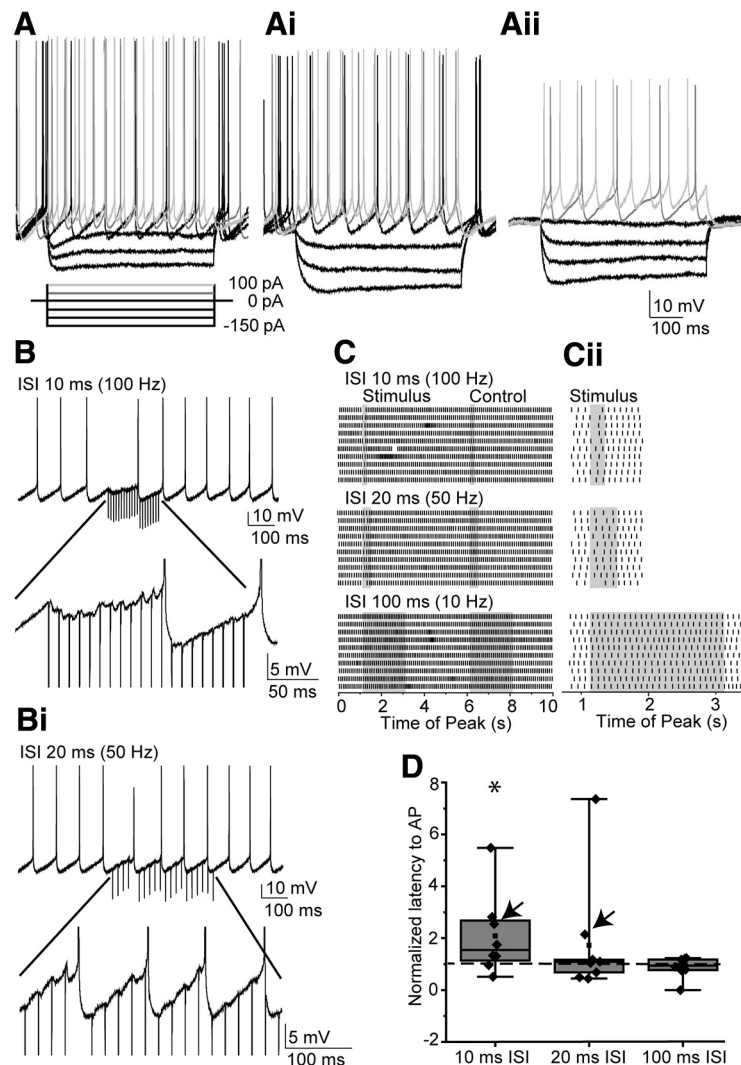 A
Ai
Aii
100 pA
0 pA
-150 pA
10 mV
100 ms
B
ISI 10 ms (100 Hz)
10 mV
100 ms
5 mV
50 ms
Bi
ISI 20 ms (50 Hz)
10 mV
100 ms
5 mV
100 ms
C
Cii
ISI 10 ms (100 Hz)
Stimulus
Control
Stimulus
ISI 20 ms (50 Hz)
ISI 100 ms (10 Hz)
0 2 4 6 8 10
Time of Peak (s)
1 2 3
Time of Peak (s)
D
*
Normalized latency to AP
8
6
4
2
0
-2
10 ms ISI
20 ms ISI
100 ms ISI